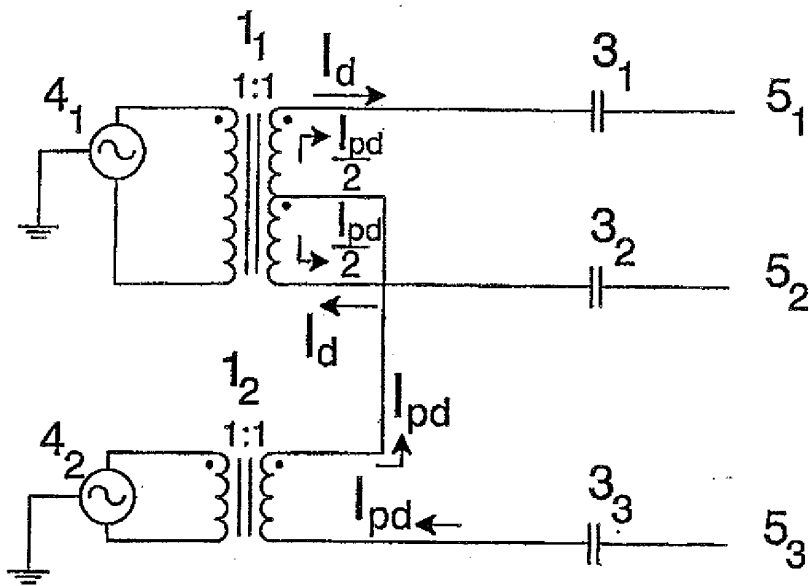 1₁
I_d
3₁
4₁
1:1
5₁
I_pd/2
I_pd/2
3₂
5₂
I_d
1₂
I_pd
4₂
1:1
I_pd
3₃
5₃